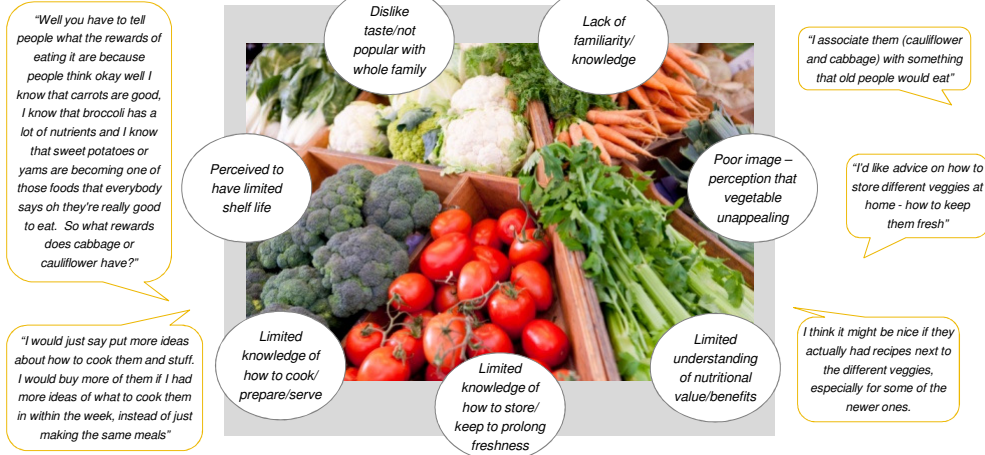 “Well you have to tell
people what the rewards of
eating it are because
people think okay well I
know that carrots are good,
I know that broccoli has a
lot of nutrients and I know
that sweet potatoes or
yams are becoming one of
those foods that everybody
says oh they're really good
to eat.  So what rewards
does cabbage or
cauliflower have?”
“I would just say put more ideas
about how to cook them and stuff.
I would buy more of them if I had
more ideas of what to cook them
in within the week, instead of just
making the same meals”
Dislike
taste/not
popular with
whole family
Lack of
familiarity/
knowledge
Perceived to
have limited
shelf life
Poor image –
perception that
vegetable
unappealing
Limited
knowledge of
how to cook/
prepare/serve
Limited
knowledge of
how to store/
keep to prolong
freshness
Limited
understanding
of nutritional
value/benefits
“I associate them (cauliflower
and cabbage) with something
that old people would eat”
“I'd like advice on how to
store different veggies at
home - how to keep
them fresh”
I think it might be nice if they
actually had recipes next to
the different veggies,
especially for some of the
newer ones.